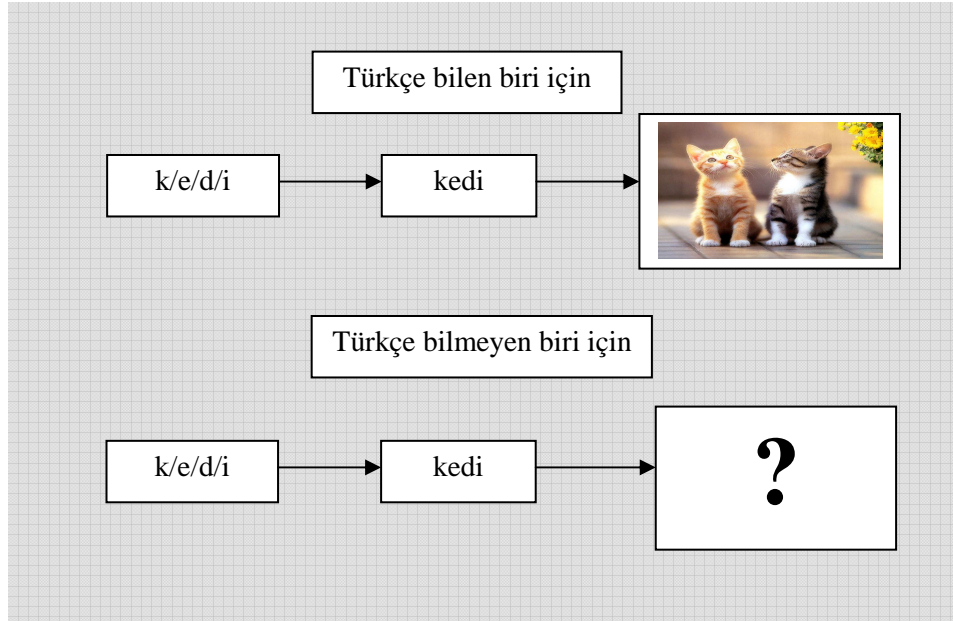 Türkçe bilen biri için
k/e/d/i
kedi
Türkçe bilmeyen biri için
k/e/d/i
kedi
?